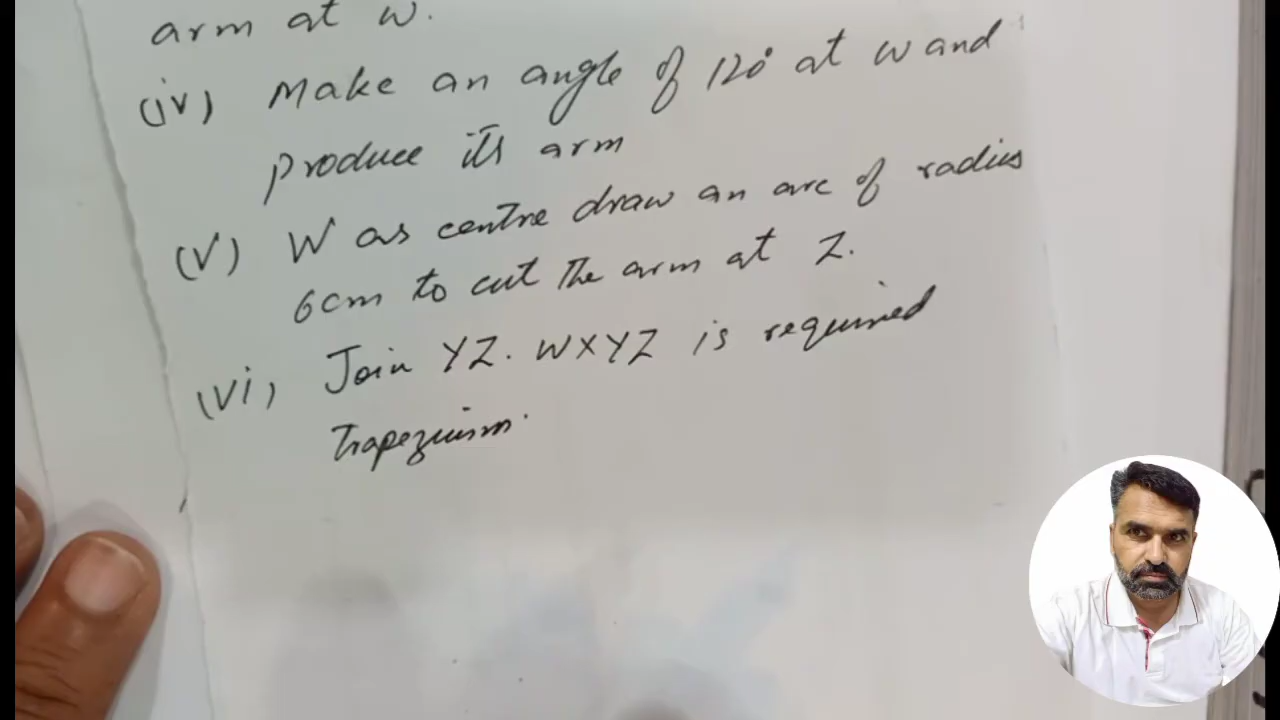 arm at W.
(iv) Make an angle of 120° at W and
produce its arm
(v) W as centre draw an arc of radius
6cm to cut the arm at Z.
(vi) Join YZ. WXYZ is required
Trapezuism.